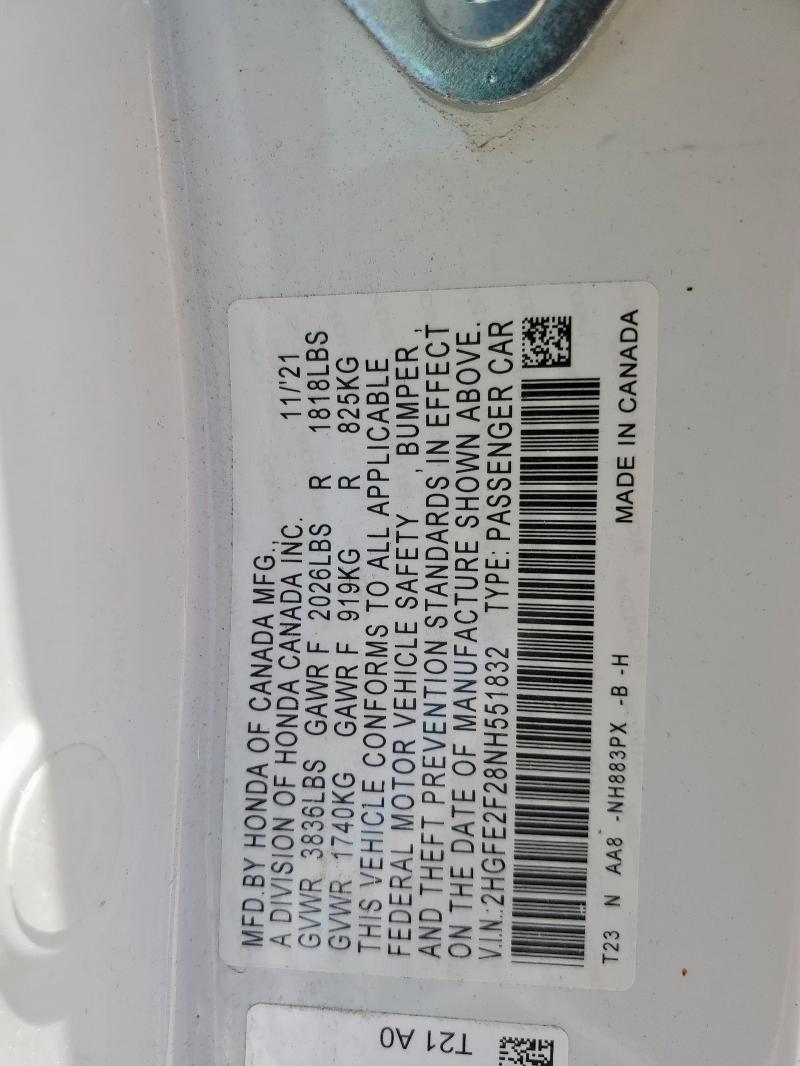 MFD.BY HONDA OF CANADA MFG.,
A DIVISION OF HONDA CANADA INC. 11/'21
GVWR 3836LBS GAWR F 2026LBS R 1818LBS
GVWR 1740KG GAWR F 919KG R 825KG
THIS VEHICLE CONFORMS TO ALL APPLICABLE
FEDERAL MOTOR VEHICLE SAFETY , BUMPER ,
AND THEFT PREVENTION STANDARDS IN EFFECT
ON THE DATE OF MANUFACTURE SHOWN ABOVE.
V.I.N.:2HGFE2F28NH551832 TYPE: PASSENGER CAR
T23 N AA8 -NH883PX -B -H MADE IN CANADA
T21 A0